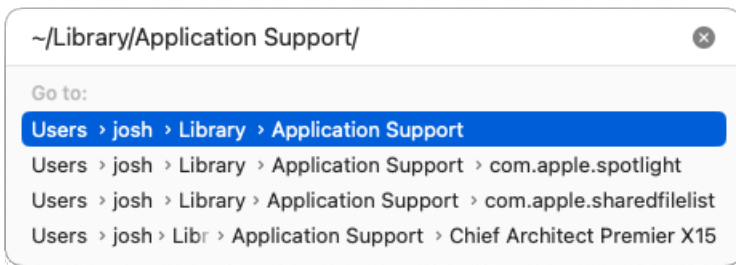 ~/Library/Application Support/
Go to:
Users › josh › Library › Application Support
Users › josh › Library › Application Support › com.apple.spotlight
Users › josh › Library › Application Support › com.apple.sharedfilelist
Users › josh › Libr › Application Support › Chief Architect Premier X15